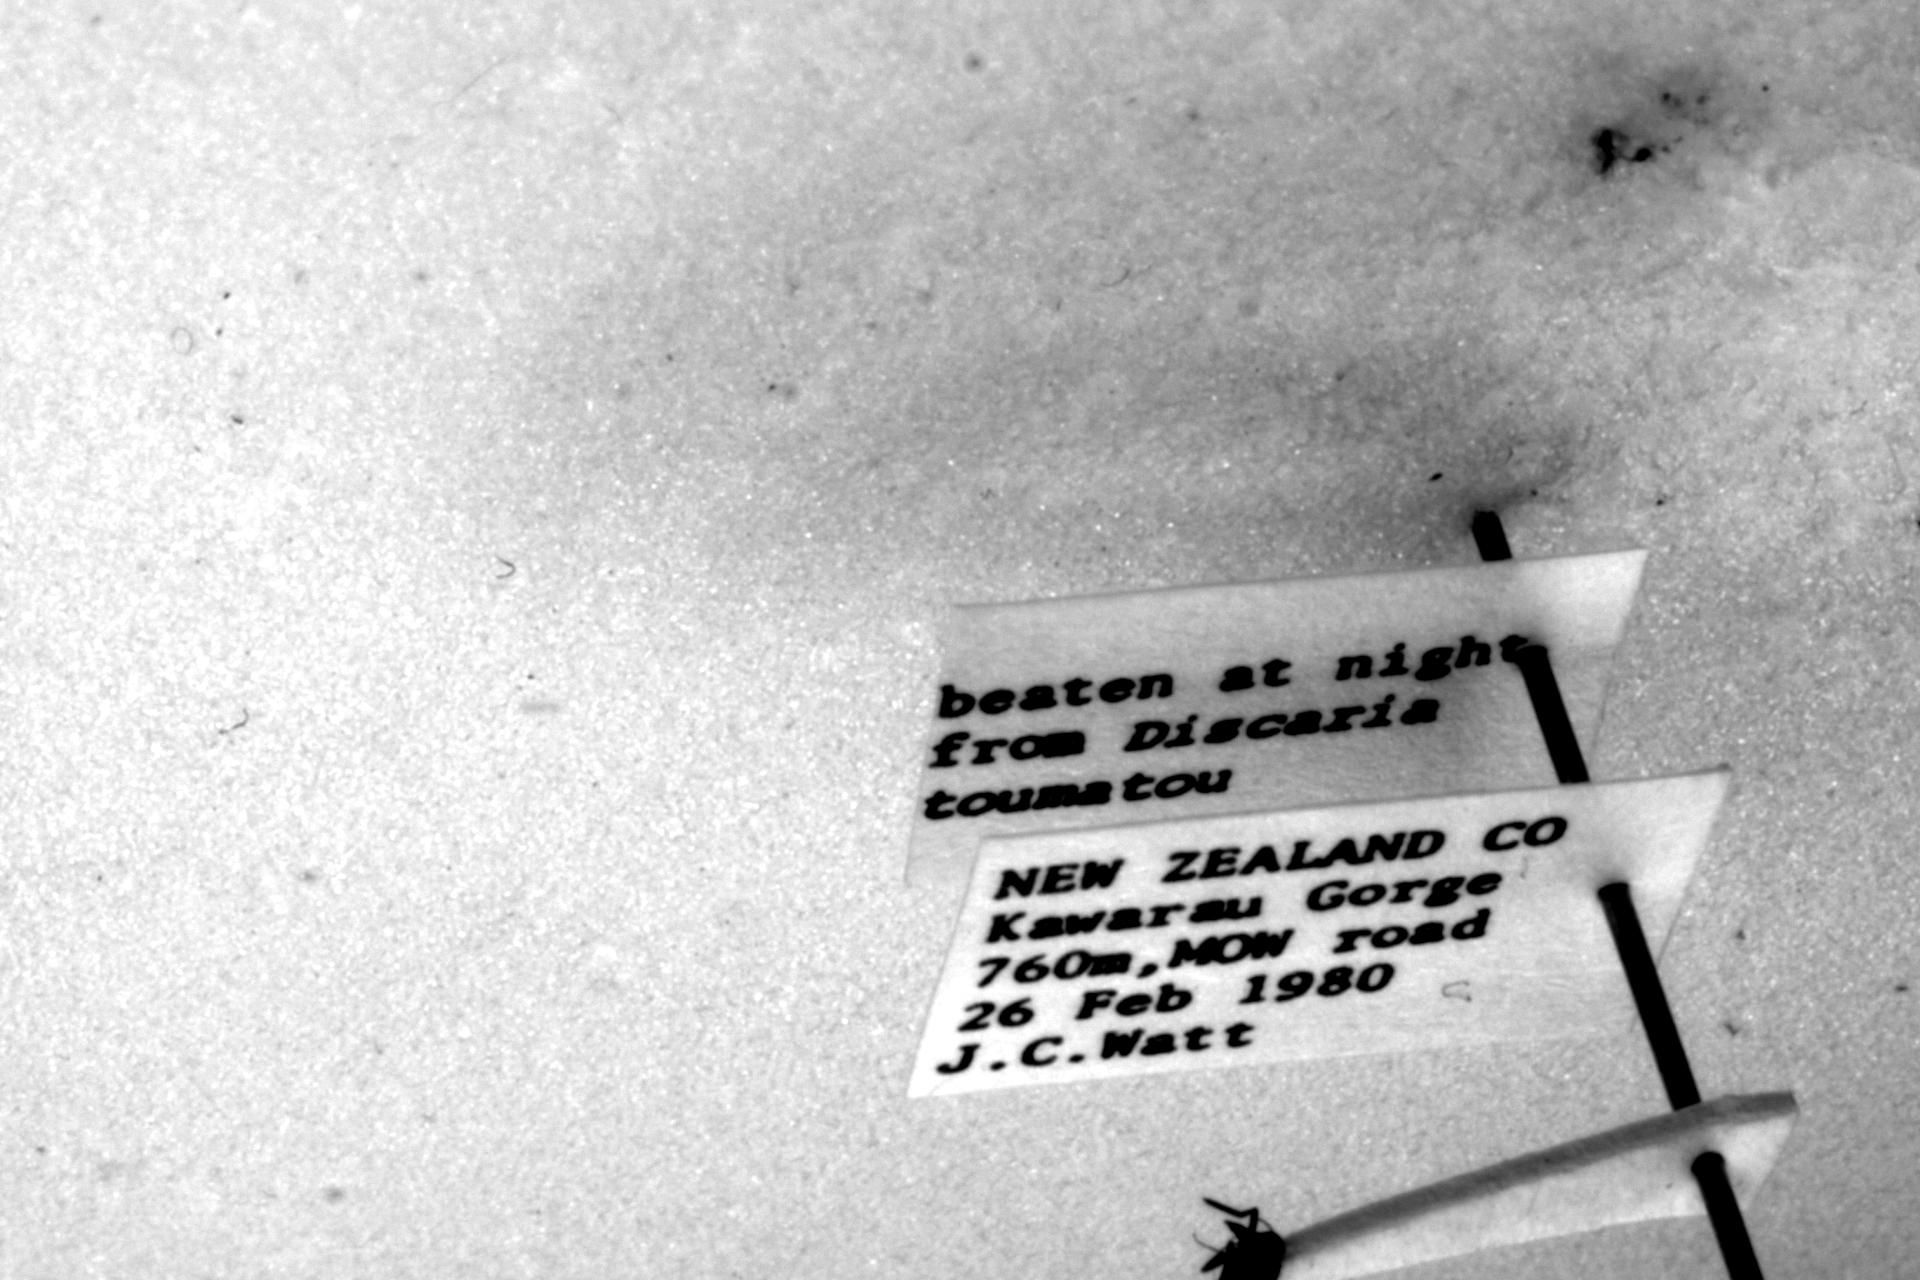 beaten at night
from Discaria
toumatou
NEW ZEALAND CO
Kawarau Gorge
760m,MOW road
26 Feb 1980
J.C.Watt